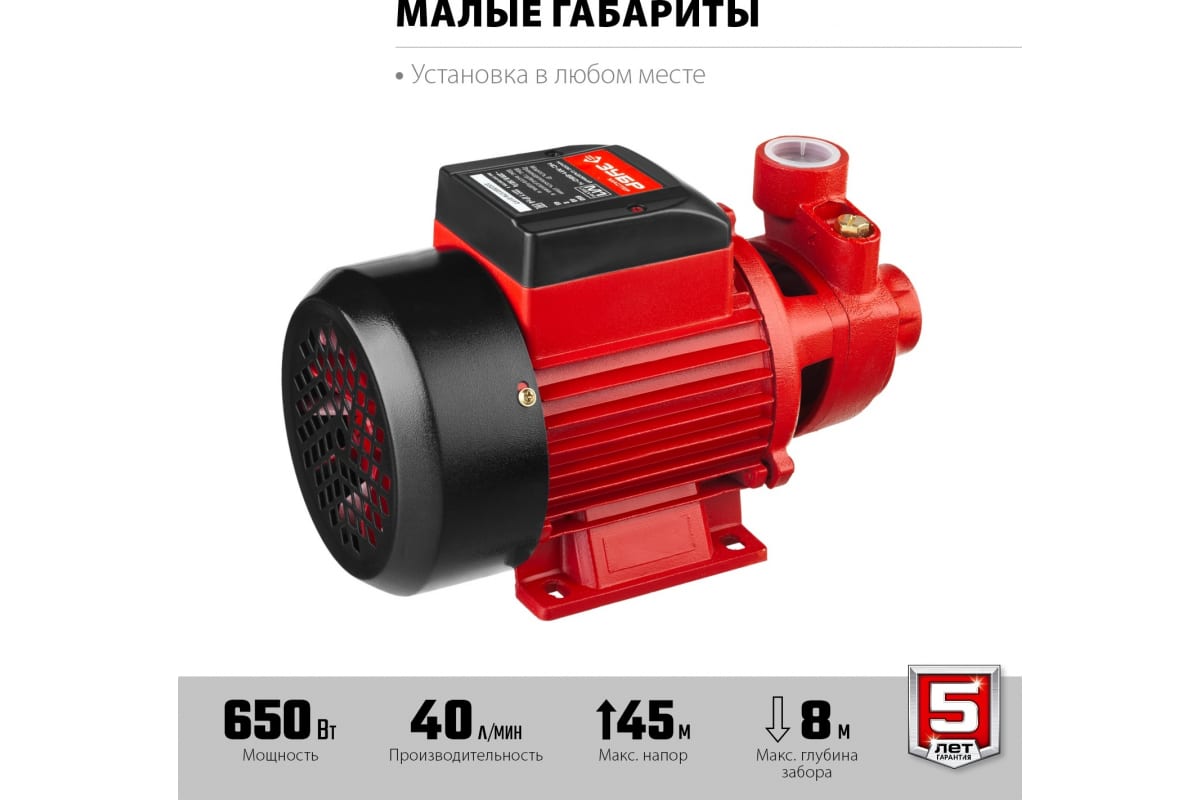 МАЛЫЕ ГАБАРИТЫ
• Установка в любом месте
ЗУБР
650 Вт
Мощность
40 л/мин
Производительность
45 м
Макс. напор
8 м
Макс. глубина
забора
5
лет
ГАРАНТИЯ